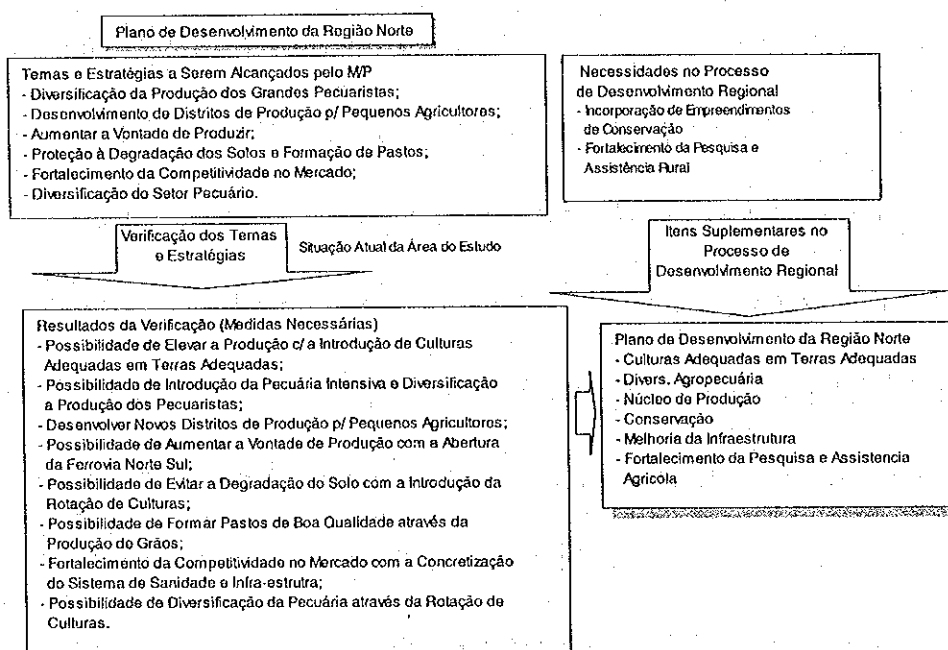 Plano de Desenvolvimento da Região Norte
Temas e Estratégias a Serem Alcançados pelo M/P
- Diversificação da Produção dos Grandes Pecuaristas;
- Desenvolvimento de Distritos de Produção p/ Pequenos Agricultores;
- Aumentar a Vontade de Produzir;
- Proteção à Degradação dos Solos e Formação de Pastos;
- Fortalecimento da Competitividade no Mercado;
- Diversificação do Setor Pecuário.
Necessidades no Processo
de Desenvolvimento Regional
- Incorporação de Empreendimentos
de Conservação
- Fortalecimento da Pesquisa e
Assistência Rural
Verificação dos Temas
e Estratégias
Situação Atual da Área do Estudo
Itens Suplementares no
Processo de
Desenvolvimento Regional
Resultados da Verificação (Medidas Necessárias)
- Possibilidade de Elevar a Produção c/ a Introdução de Culturas
Adequadas em Terras Adequadas;
- Possibilidade de Introdução da Pecuária Intensiva e Diversificação
a Produção dos Pecuaristas;
- Desenvolver Novos Distritos de Produção p/ Pequenos Agricultores;
- Possibilidade de Aumentar a Vontade de Produção com a Abertura
da Ferrovia Norte Sul;
- Possibilidade de Evitar a Degradação do Solo com a Introdução da
Rotação de Culturas;
- Possibilidade de Formar Pastos de Boa Qualidade através da
Produção de Grãos;
- Fortalecimento da Competitividade no Mercado com a Concretização
do Sistema de Sanidade e Infra-estrutra;
- Possibilidade de Diversificação da Pecuária através da Rotação de
Culturas.
Plano de Desenvolvimento da Região Norte
- Culturas Adequadas em Terras Adequadas
- Divers. Agropecuária
- Núcleo de Produção
- Conservação
- Melhoria da Infraestrutura
- Fortalecimento da Pesquisa e Assistencia
Agrícola